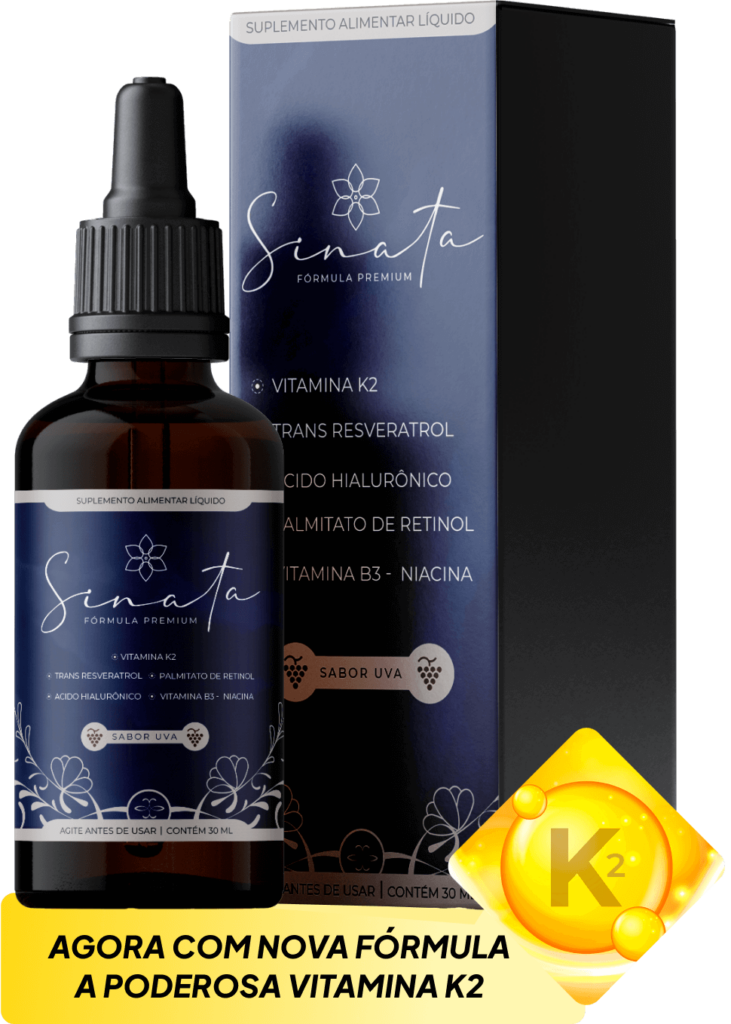 SUPLEMENTO ALIMENTAR LÍQUIDO
Sinata
FÓRMULA PREMIUM
VITAMINA K2
TRANS RESVERATROL
CIDO HIALURÔNICO
ALMITATO DE RETINOL
VITAMINA B3 - NIACINA
SABOR UVA
ANTES DE USAR | CONTÉM 30 M
SUPLEMENTO ALIMENTAR LÍQUIDO
Sinata
FÓRMULA PREMIUM
VITAMINA K2
TRANS RESVERATROL PALMITATO DE RETINOL
ACIDO HIALURÔNICO VITAMINA B3 - NIACINA
SABOR UVA
AGITE ANTES DE USAR | CONTÉM 30 ML
K2
AGORA COM NOVA FÓRMULA
A PODEROSA VITAMINA K2